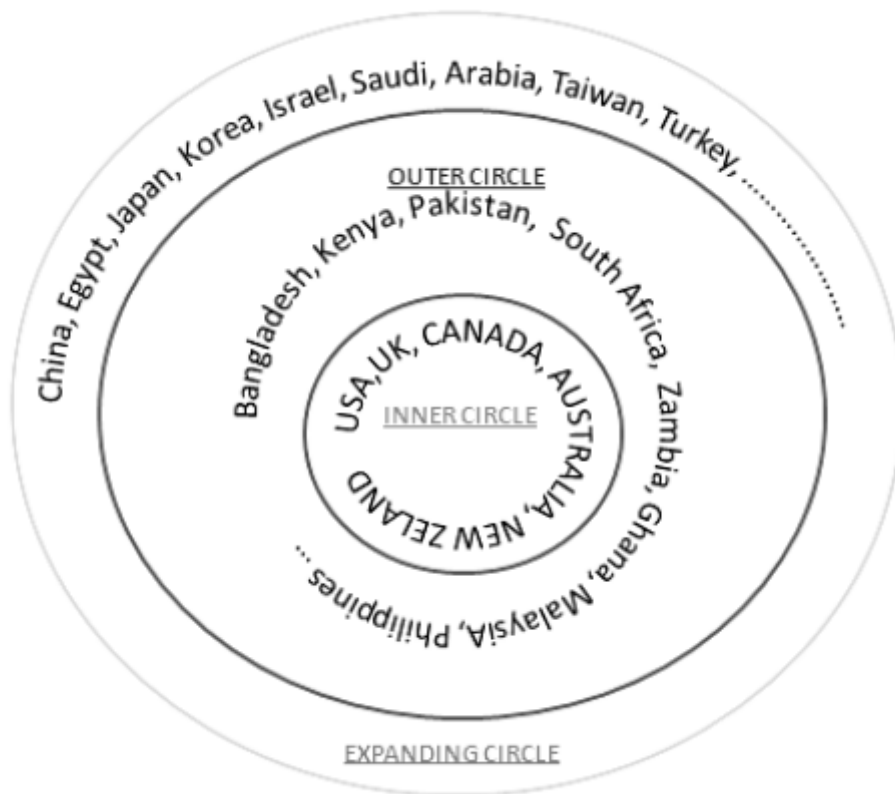 China, Egypt, Japan, Korea, Israel, Saudi, Arabia, Taiwan, Turkey, ....................
OUTER CIRCLE
Bangladesh, Kenya, Pakistan, South Africa, Zambia, Ghana, MalaysiA, Philippines ...
USA,UK, CANADA, AUSTRALIA, NEW ZELAND
INNER CIRCLE
EXPANDING CIRCLE